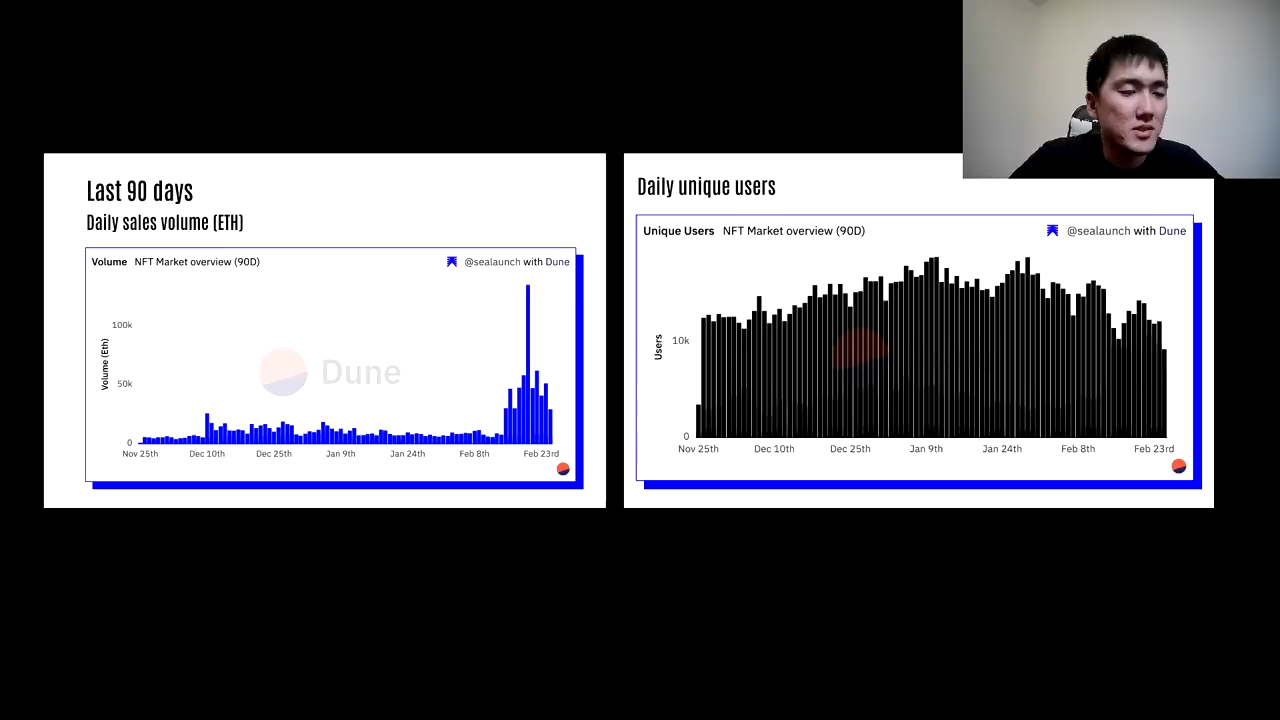 Last 90 days
Daily sales volume (ETH)
Volume NFT Market overview (90D) @sealaunch with Dune
Volume (Eth)
100k
50k
0
Dune
Nov 25th Dec 10th Dec 25th Jan 9th Jan 24th Feb 8th Feb 23rd
Daily unique users
Unique Users NFT Market overview (90D) @sealaunch with Dune
Users
10k
0
Nov 25th Dec 10th Dec 25th Jan 9th Jan 24th Feb 8th Feb 23rd